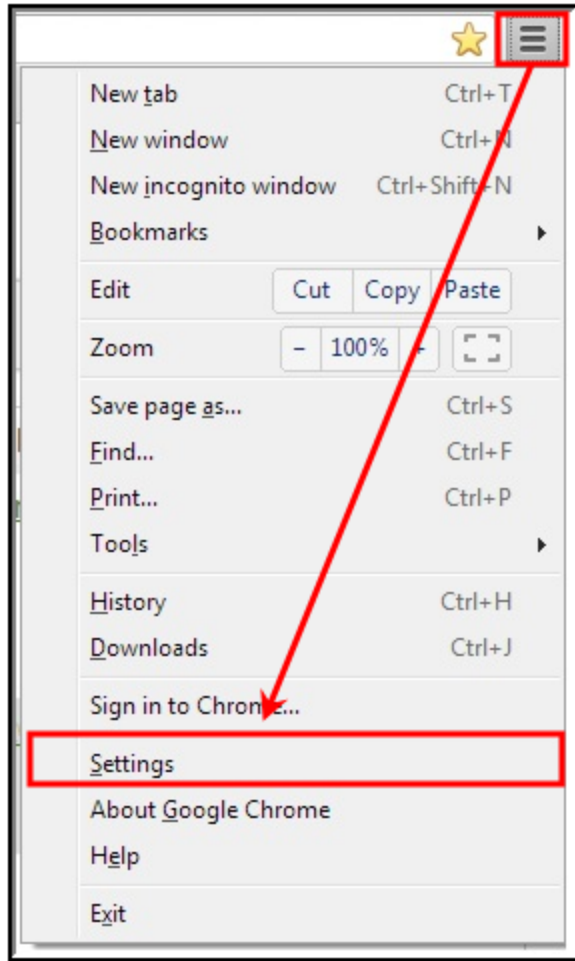 New tab Ctrl+T
New window Ctrl+N
New incognito window Ctrl+Shift+N
Bookmarks
Edit Cut Copy Paste
Zoom - 100% + 
Save page as... Ctrl+S
Find... Ctrl+F
Print... Ctrl+P
Tools
History Ctrl+H
Downloads Ctrl+J
Sign in to Chrome...
Settings
About Google Chrome
Help
Exit